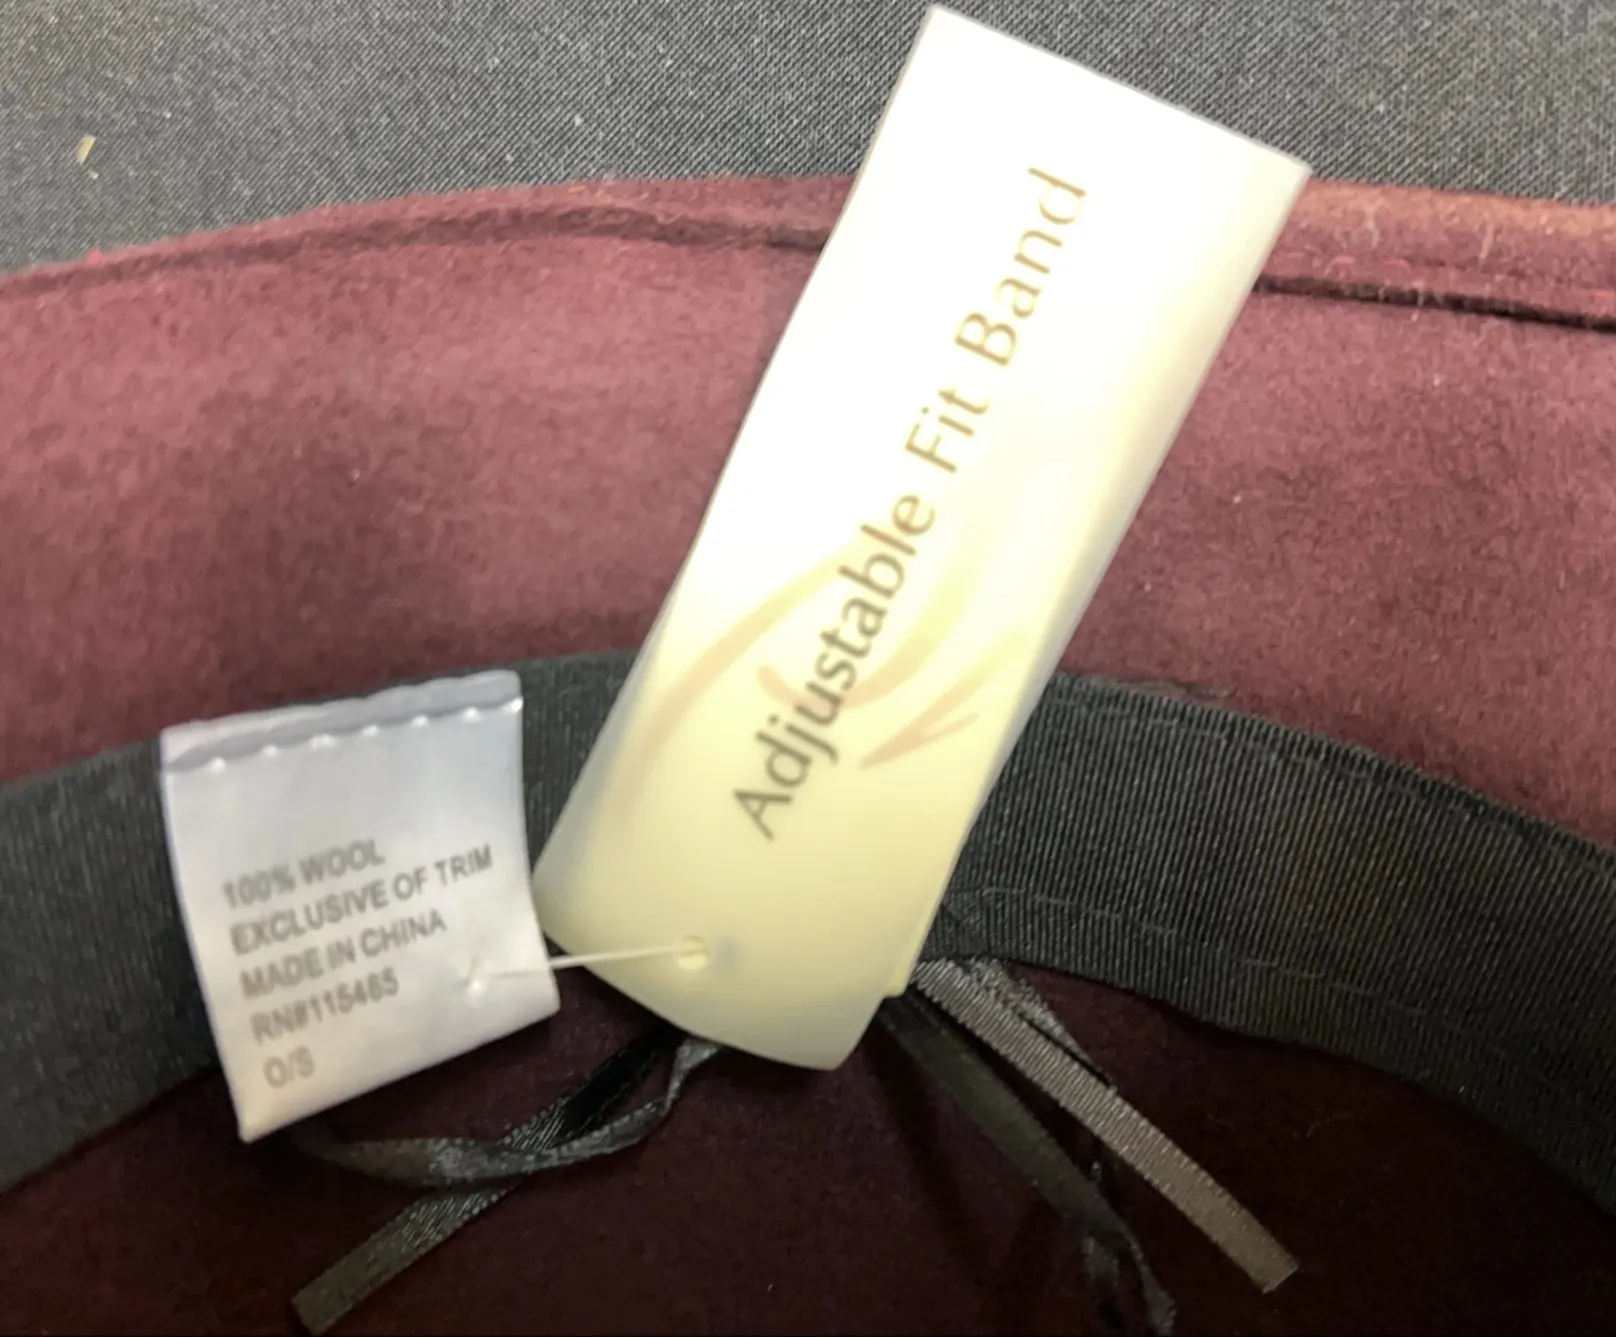 100% WOOL
EXCLUSIVE OF TRIM
MADE IN CHINA
RN#115485
O/S
Adjustable Fit Band